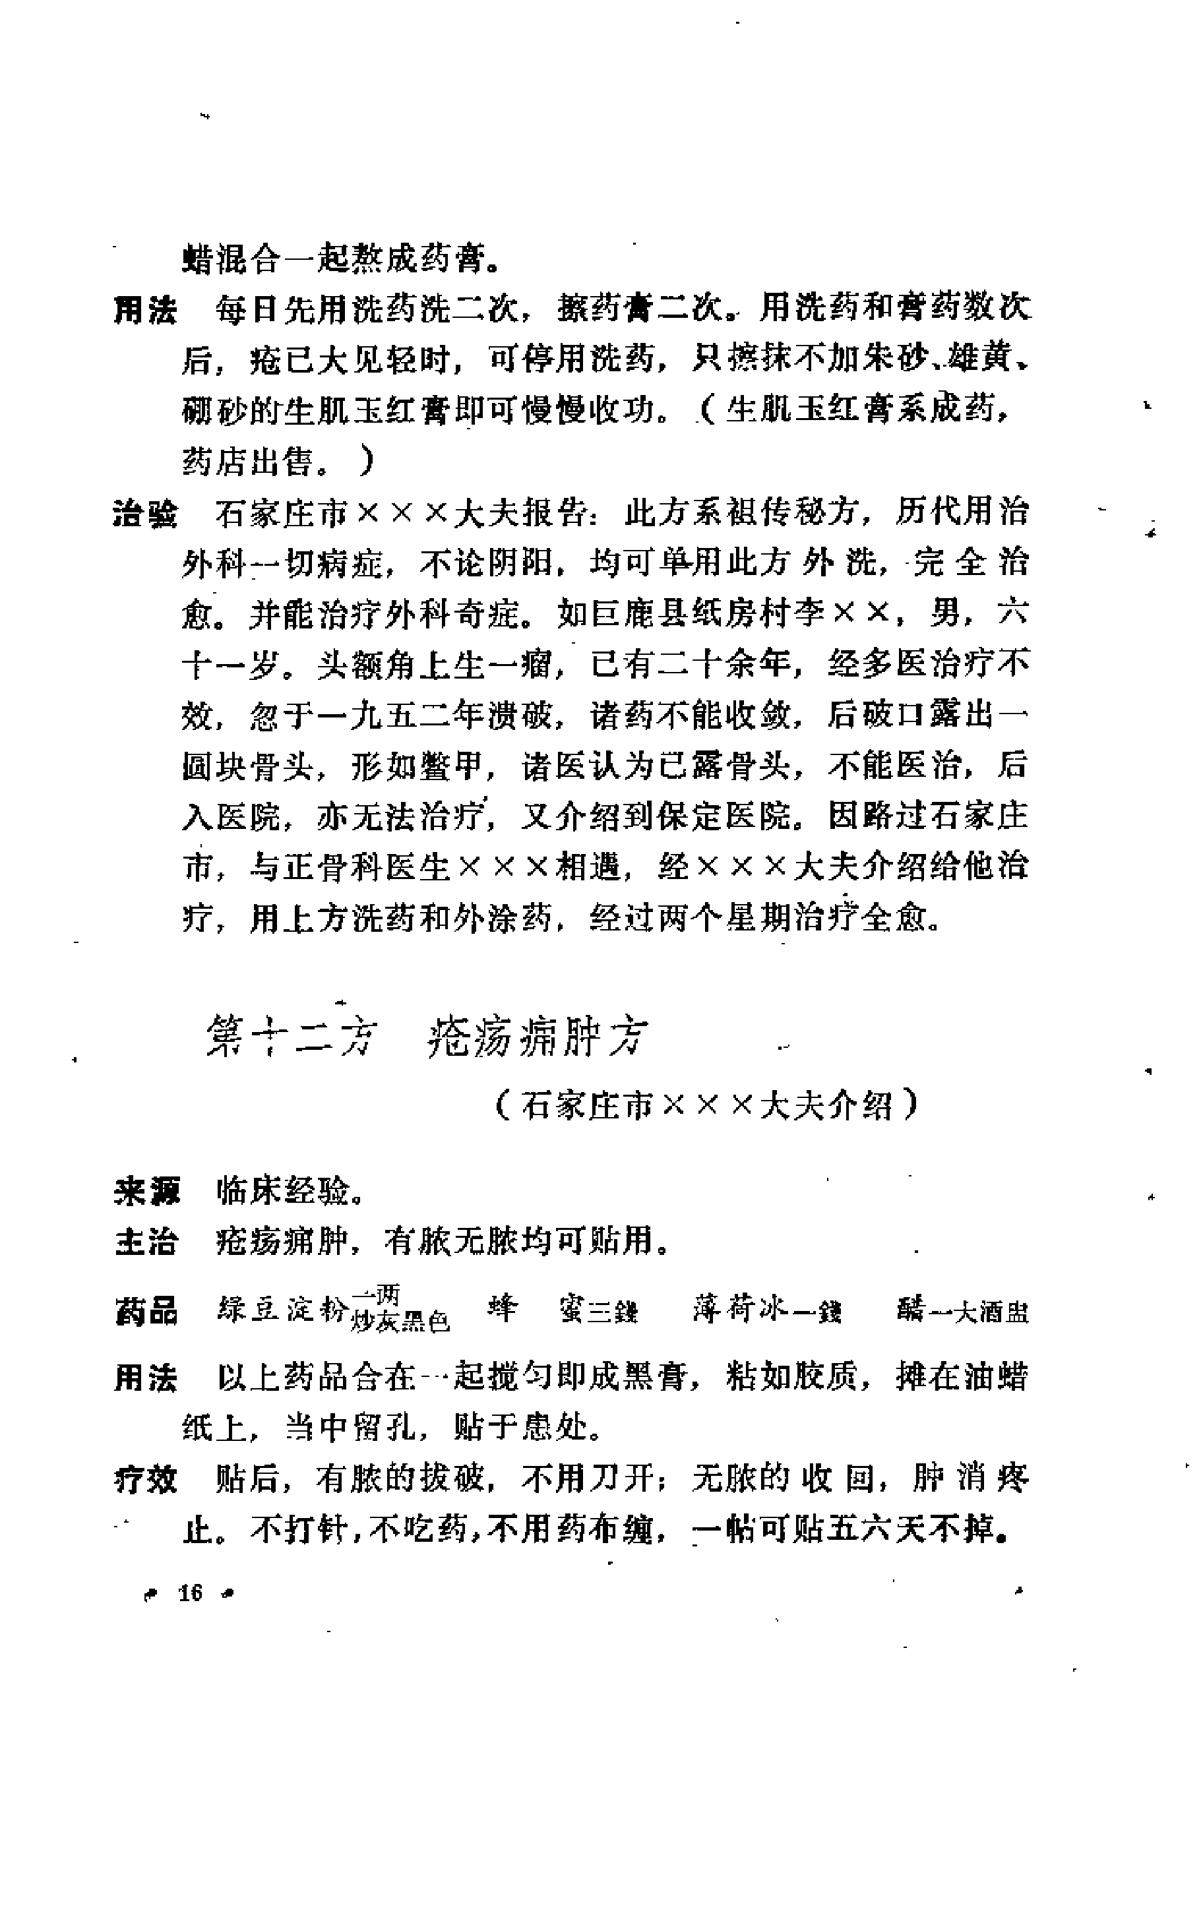 蜡混合一起熬成药膏。
用法　每日先用洗药洗二次，擦药膏二次。用洗药和膏药数次
后，疮已大见轻时，可停用洗药，只擦抹不加朱砂、雄黄、
硼砂的生肌玉红膏即可慢慢收功。（生肌玉红膏系成药，
药店出售。）
治验　石家庄市×××大夫报告：此方系祖传秘方，历代用治
外科一切病症，不论阴阳，均可单用此方外洗，完全治
愈。并能治疗外科奇症。如巨鹿县纸房村李××，男，六
十一岁。头额角上生一瘤，已有二十余年，经多医治疗不
效，忽于一九五二年溃破，诸药不能收敛，后破口露出一
圆块骨头，形如鳖甲，诸医认为已露骨头，不能医治，后
入医院，亦无法治疗，又介绍到保定医院。因路过石家庄
市，与正骨科医生×××相遇，经×××大夫介绍给他治
疗，用上方洗药和外涂药，经过两个星期治疗全愈。
第十二方　疮疡痈肿方
（石家庄市×××大夫介绍）
来源　临床经验。
主治　疮疡痈肿，有脓无脓均可贴用。
药品　绿豆淀粉一两炒灰黑色　蜂　蜜三錢　薄荷冰一錢　醋一大酒盅
用法　以上药品合在一起搅匀即成黑膏，粘如胶质，摊在油蜡
纸上，当中留孔，贴于患处。
疗效　贴后，有脓的拔破，不用刀开；无脓的收回，肿消疼
止。不打针，不吃药，不用药布缠，一帖可贴五六天不掉。
16